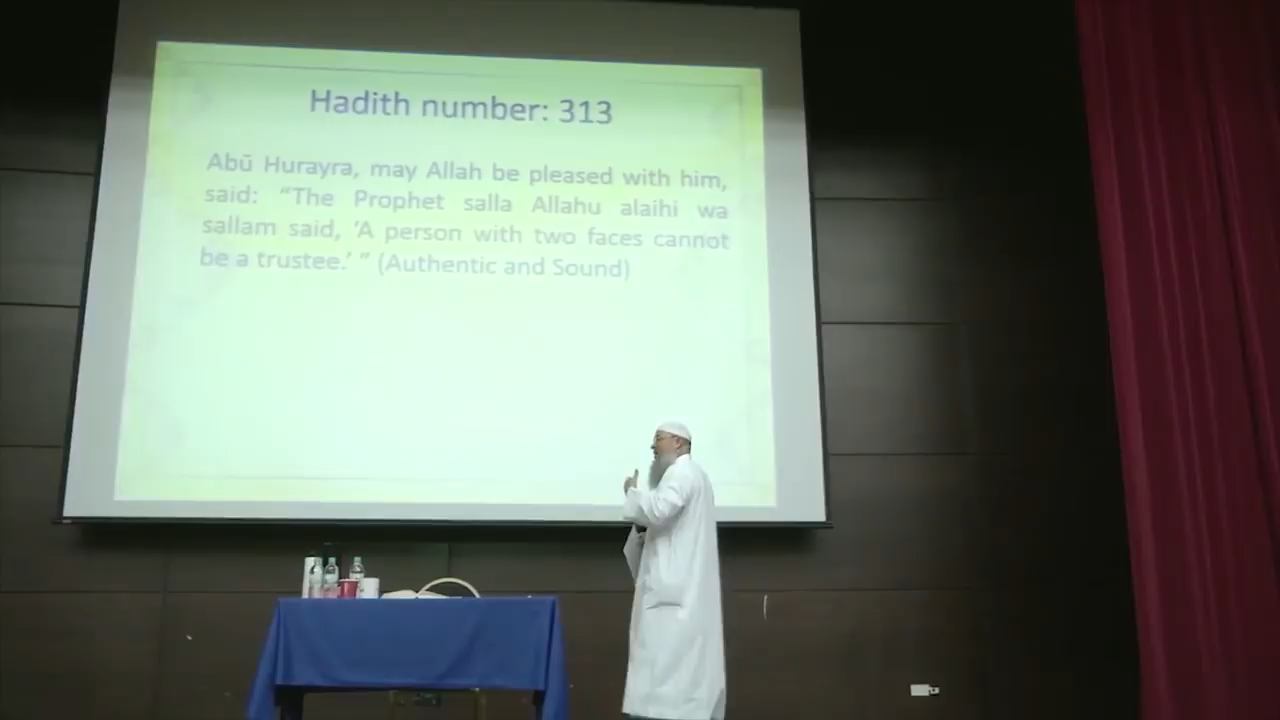 Hadith number: 313
Abū Hurayra, may Allah be pleased with him,
said: “The Prophet salla Allahu alaihi wa
sallam said, ‘A person with two faces cannot
be a trustee.’ ” (Authentic and Sound)